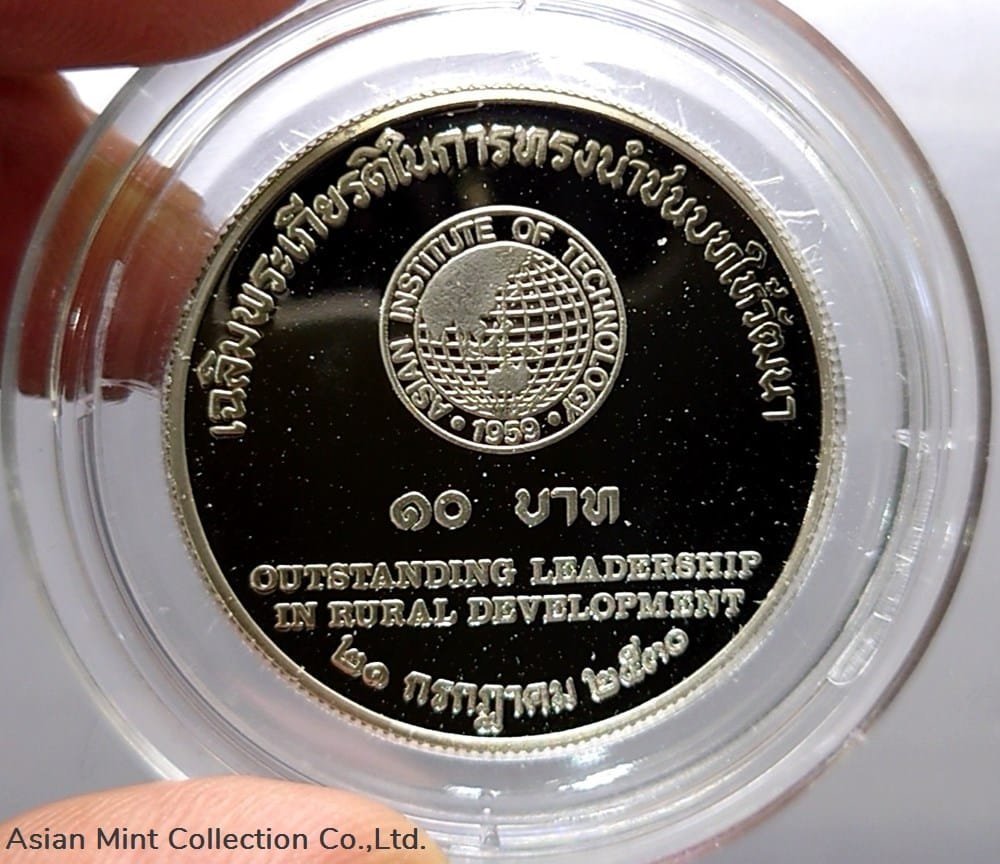 เฉลิมพระเกียรติในการทรงนำชนบทให้วัฒนา
ASIAN INSTITUTE OF TECHNOLOGY
• 1959 •
๑๐ บาท
OUTSTANDING LEADERSHIP
IN RURAL DEVELOPMENT
๒๑ กรกฎาคม ๒๕๓๐
Asian Mint Collection Co.,Ltd.